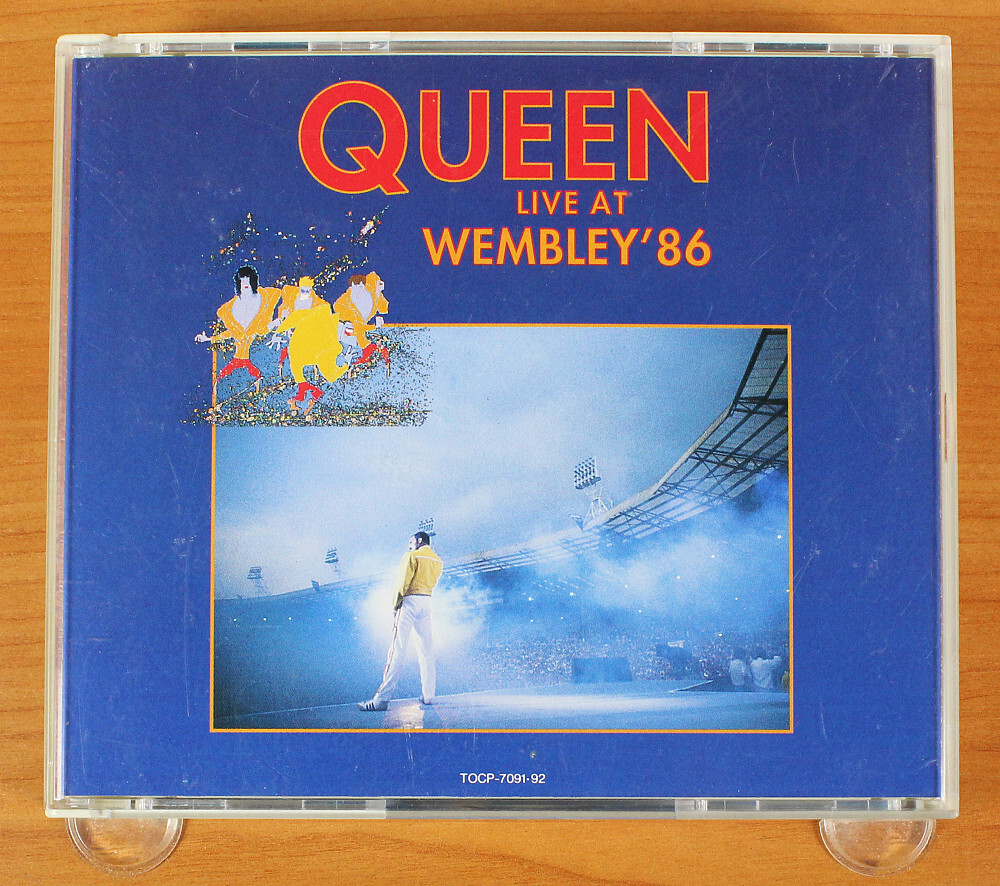 QUEEN
LIVE AT
WEMBLEY'86
TOCP-7091·92